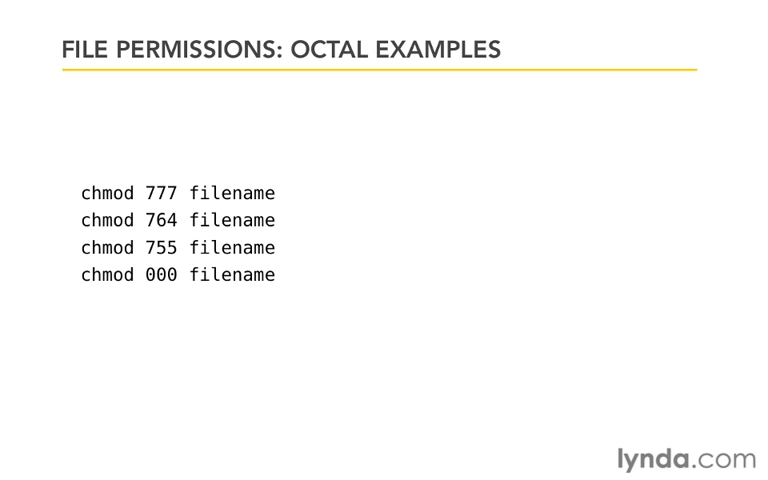 FILE PERMISSIONS: OCTAL EXAMPLES
chmod 777 filename
chmod 764 filename
chmod 755 filename
chmod 000 filename
lynda.com